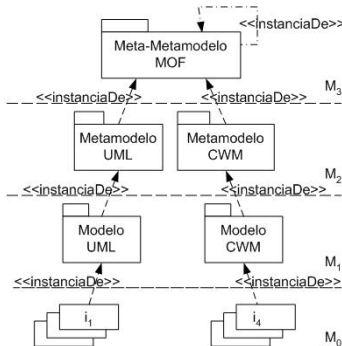 <<instanciaDe>>
Meta-Metamodelo
MOF
M3
<<instanciaDe>> <<instanciaDe>>
Metamodelo
UML
Metamodelo
CWM
M2
<<instanciaDe>> <<instanciaDe>>
Modelo
UML
Modelo
CWM
M1
<<instanciaDe>> <<instanciaDe>>
i1
i4
M0